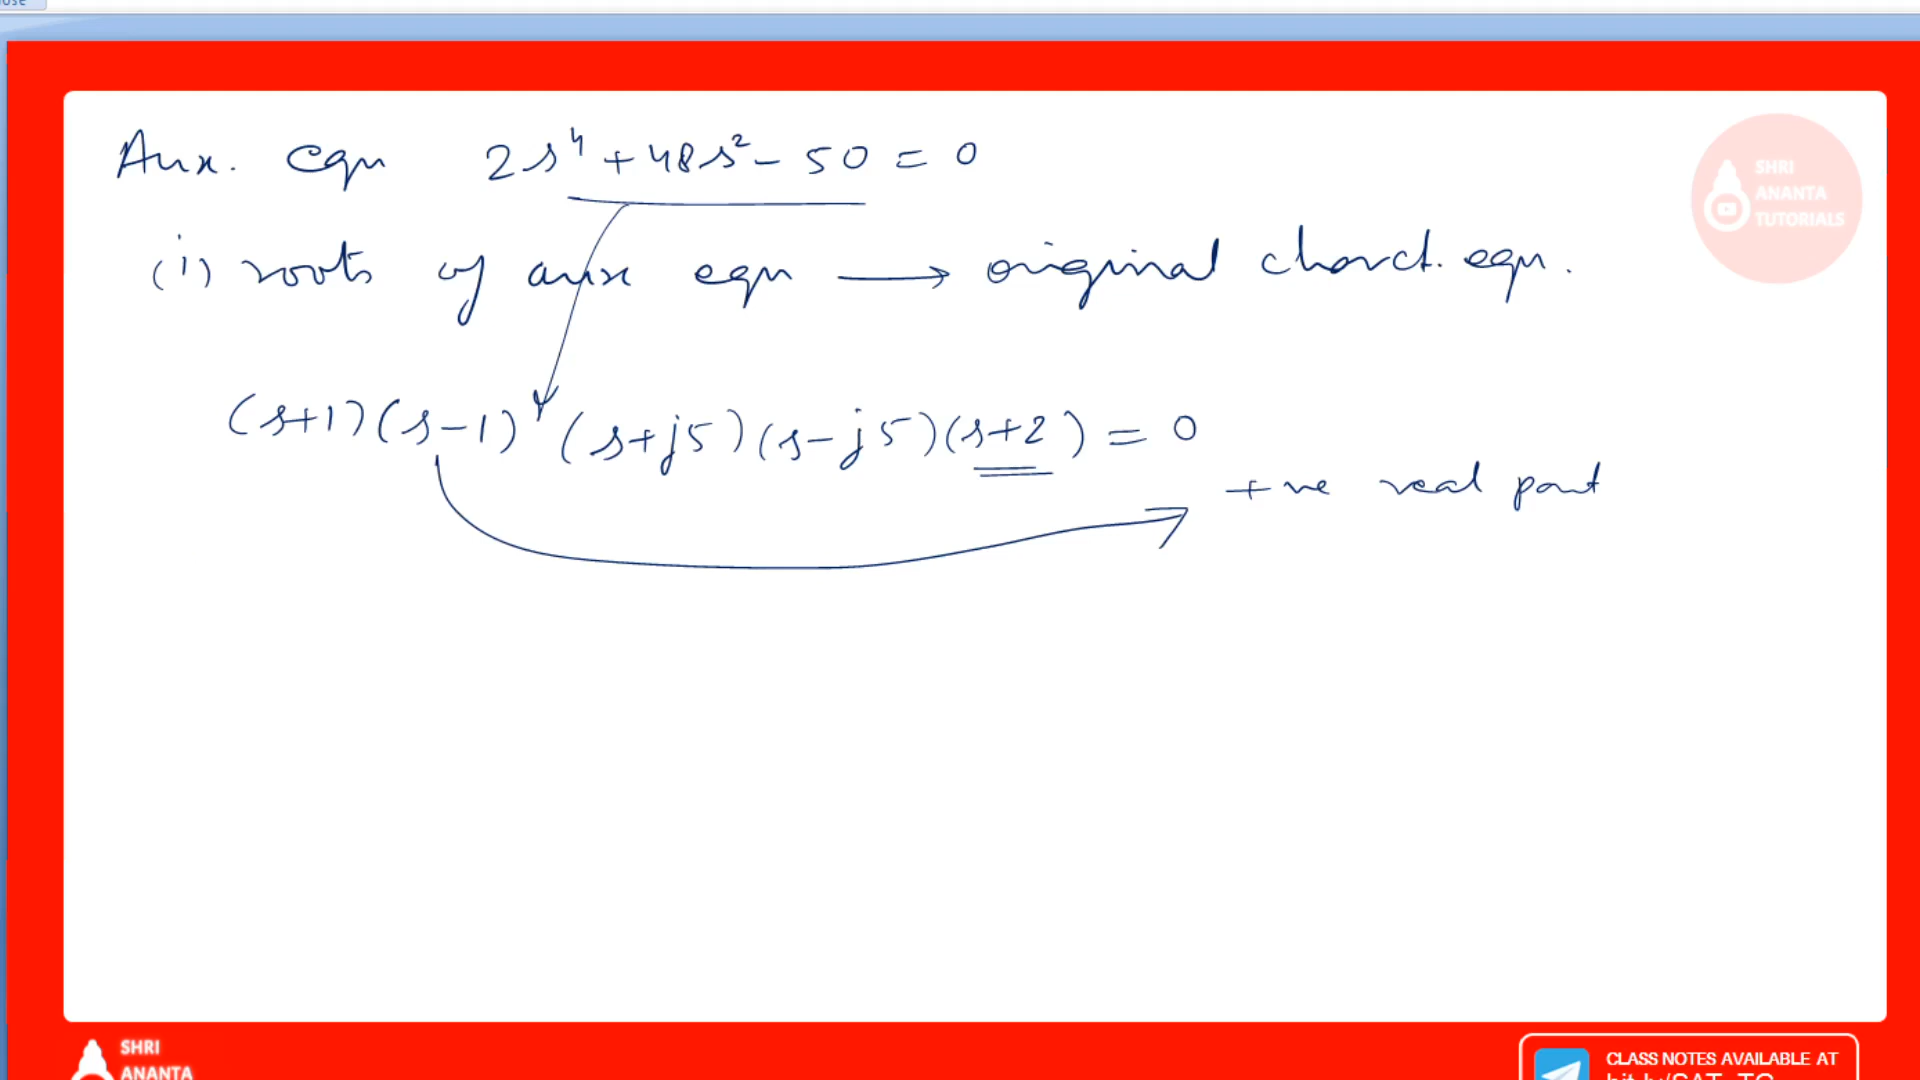 Aux. eqn 2s⁴ + 48s² - 50 = 0
(i) roots of aux eqn → original charct. eqn.
(s+1)(s-1)(s+j5)(s-j5)(s+2) = 0
+ve real part
SHRI
ANANTA
TUTORIALS
SHRI
ANANTA
CLASS NOTES AVAILABLE AT